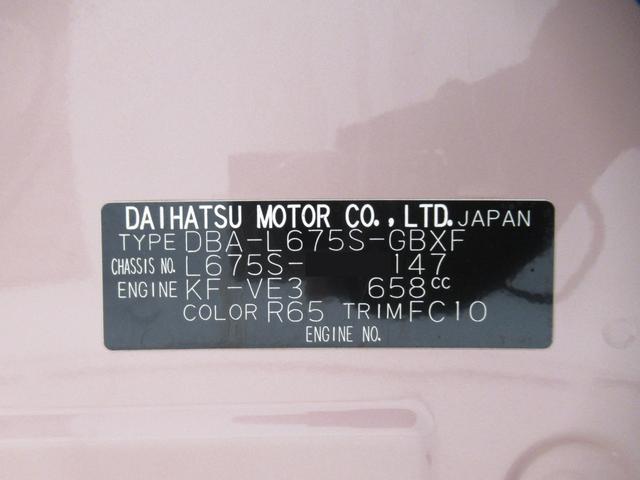 DAIHATSU MOTOR CO.,LTD. JAPAN
TYPE DBA-L675S-GBXF
CHASSIS NO. L675S- 147
ENGINE KF-VE3 658cc
COLOR R65 TRIM FC10
ENGINE NO.